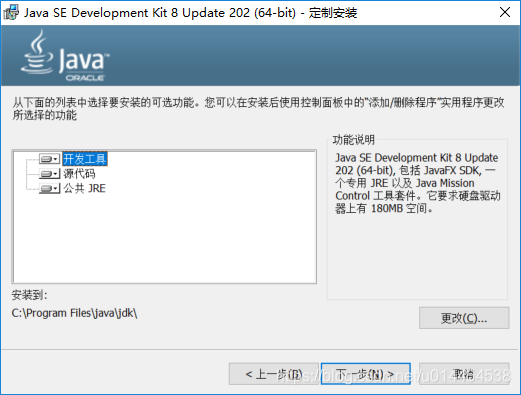 Java SE Development Kit 8 Update 202 (64-bit) - 定制安装
Java
ORACLE
从下面的列表中选择要安装的可选功能。您可以在安装后使用控制面板中的“添加/删除程序”实用程序更改
所选择的功能
开发工具
源代码
公共 JRE
功能说明
Java SE Development Kit 8 Update
202 (64-bit), 包括 JavaFX SDK, 一
个专用 JRE 以及 Java Mission
Control 工具套件。它要求硬盘驱动
器上有 180MB 空间。
安装到:
C:\Program Files\java\jdk\
更改(C)...
< 上一步(B)
下一步(N) >
取消